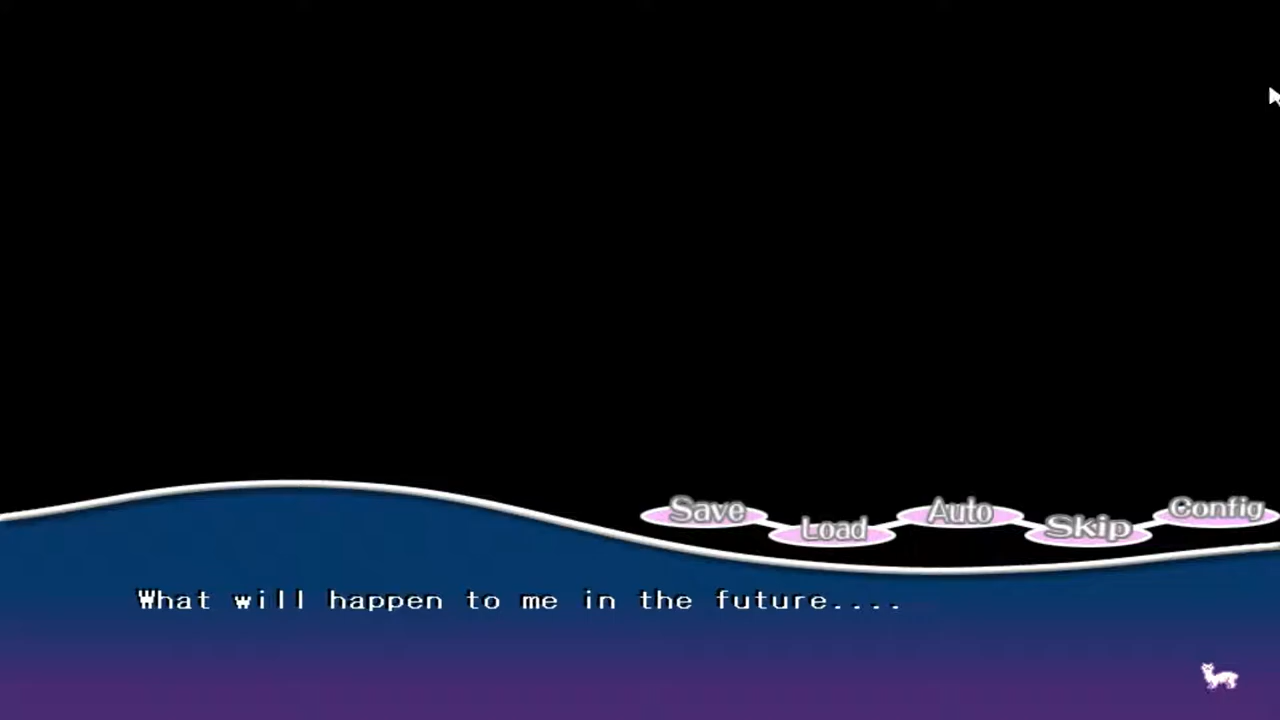 Save
Load
Auto
Skip
Config
What will happen to me in the future....